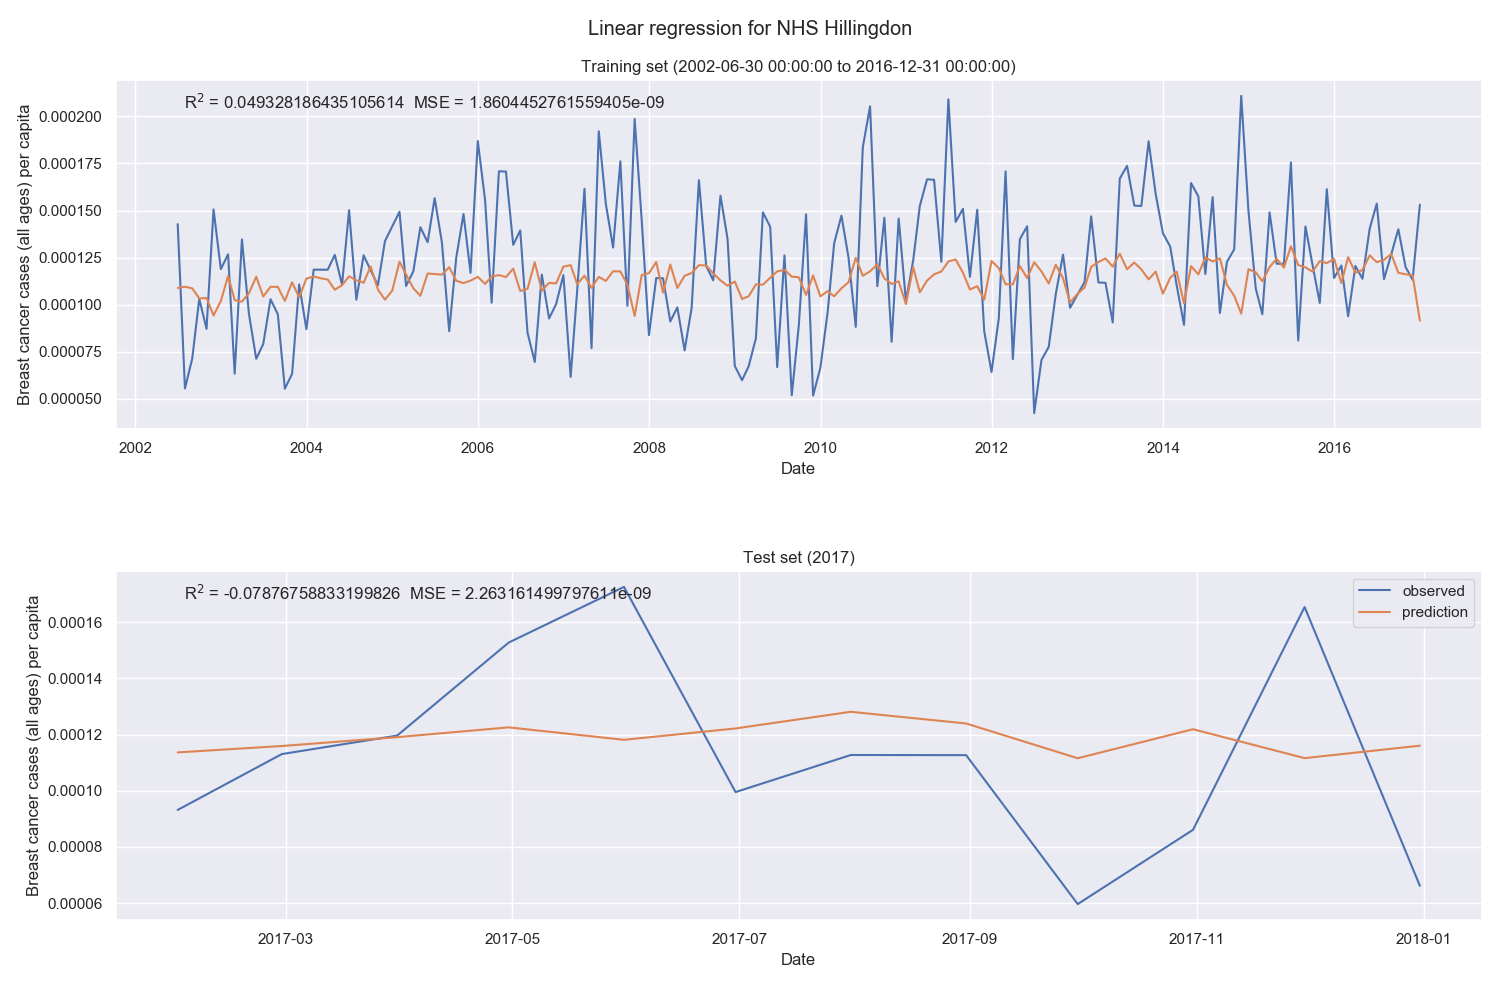 Linear regression for NHS Hillingdon
Training set (2002-06-30 00:00:00 to 2016-12-31 00:00:00)
R² = 0.049328186435105614 MSE = 1.8604452761559405e-09
Breast cancer cases (all ages) per capita
0.000200
0.000175
0.000150
0.000125
0.000100
0.000075
0.000050
2002 2004 2006 2008 2010 2012 2014 2016
Date
Test set (2017)
R² = -0.07876758833199826 MSE = 2.263161499797611e-09
observed
prediction
Breast cancer cases (all ages) per capita
0.00016
0.00014
0.00012
0.00010
0.00008
0.00006
2017-03 2017-05 2017-07 2017-09 2017-11 2018-01
Date